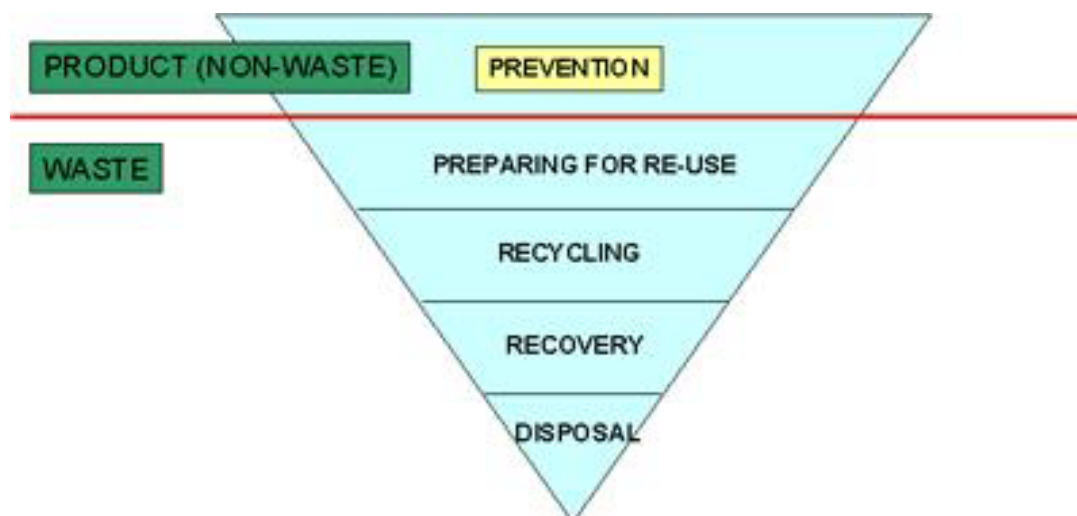 PRODUCT (NON-WASTE)
PREVENTION
WASTE
PREPARING FOR RE-USE
RECYCLING
RECOVERY
DISPOSAL